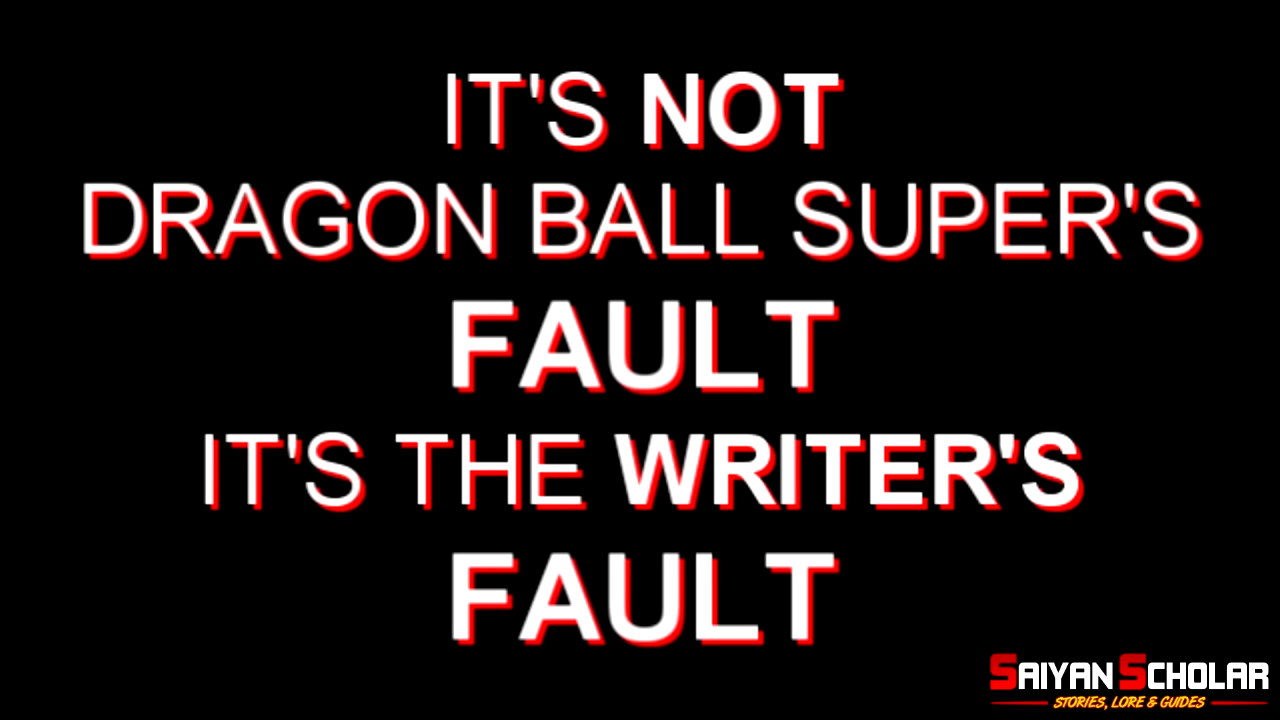 IT'S NOT
DRAGON BALL SUPER'S
FAULT
IT'S THE WRITER'S
FAULT
SAIYAN SCHOLAR
STORIES, LORE & GUIDES